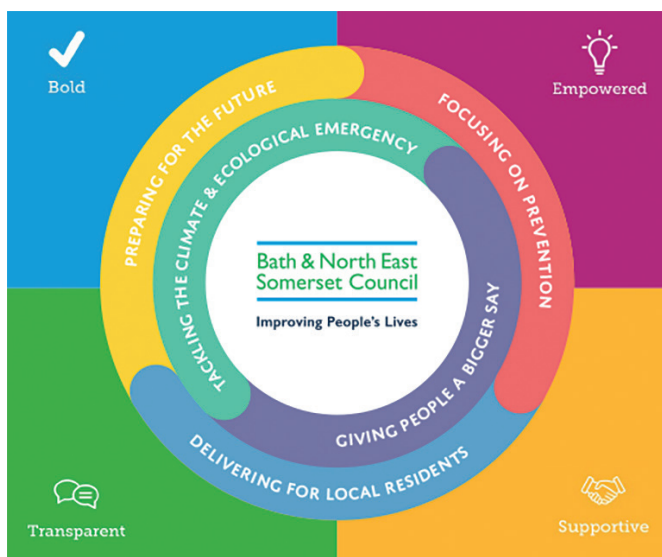 Bold
Empowered
PREPARING FOR THE FUTURE
FOCUSING ON PREVENTION
TACKLING THE CLIMATE & ECOLOGICAL EMERGENCY
Bath & North East
Somerset Council
Improving People's Lives
GIVING PEOPLE A BIGGER SAY
DELIVERING FOR LOCAL RESIDENTS
Transparent
Supportive